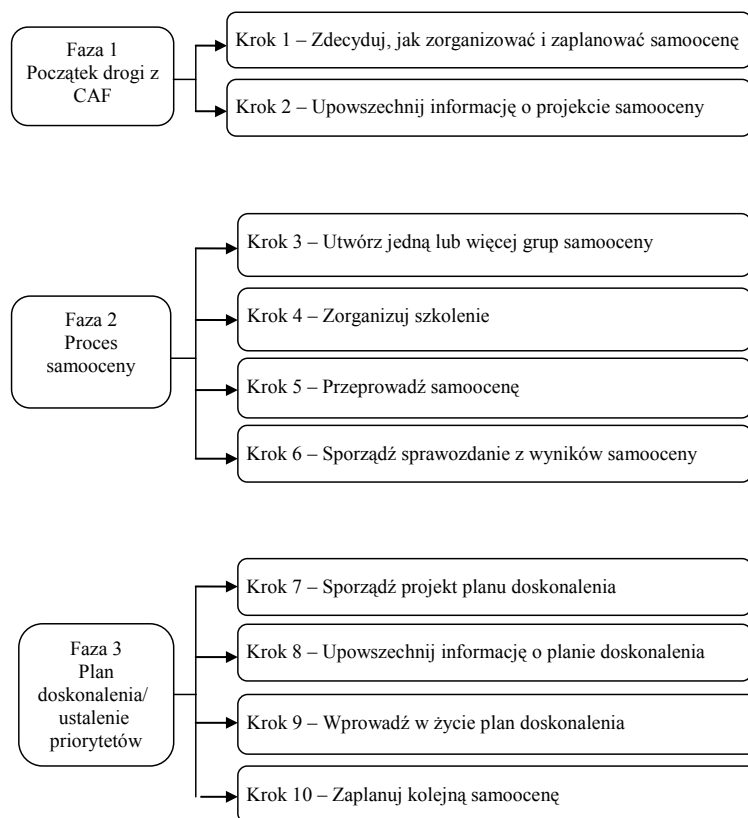 Faza 1
Początek drogi z
CAF
Krok 1 – Zdecyduj, jak zorganizować i zaplanować samoocenę
Krok 2 – Upowszechnij informację o projekcie samooceny
Faza 2
Proces
samooceny
Krok 3 – Utwórz jedną lub więcej grup samooceny
Krok 4 – Zorganizuj szkolenie
Krok 5 – Przeprowadź samoocenę
Krok 6 – Sporządź sprawozdanie z wyników samooceny
Faza 3
Plan
doskonalenia/
ustalenie
priorytetów
Krok 7 – Sporządź projekt planu doskonalenia
Krok 8 – Upowszechnij informację o planie doskonalenia
Krok 9 – Wprowadź w życie plan doskonalenia
Krok 10 – Zaplanuj kolejną samoocenę